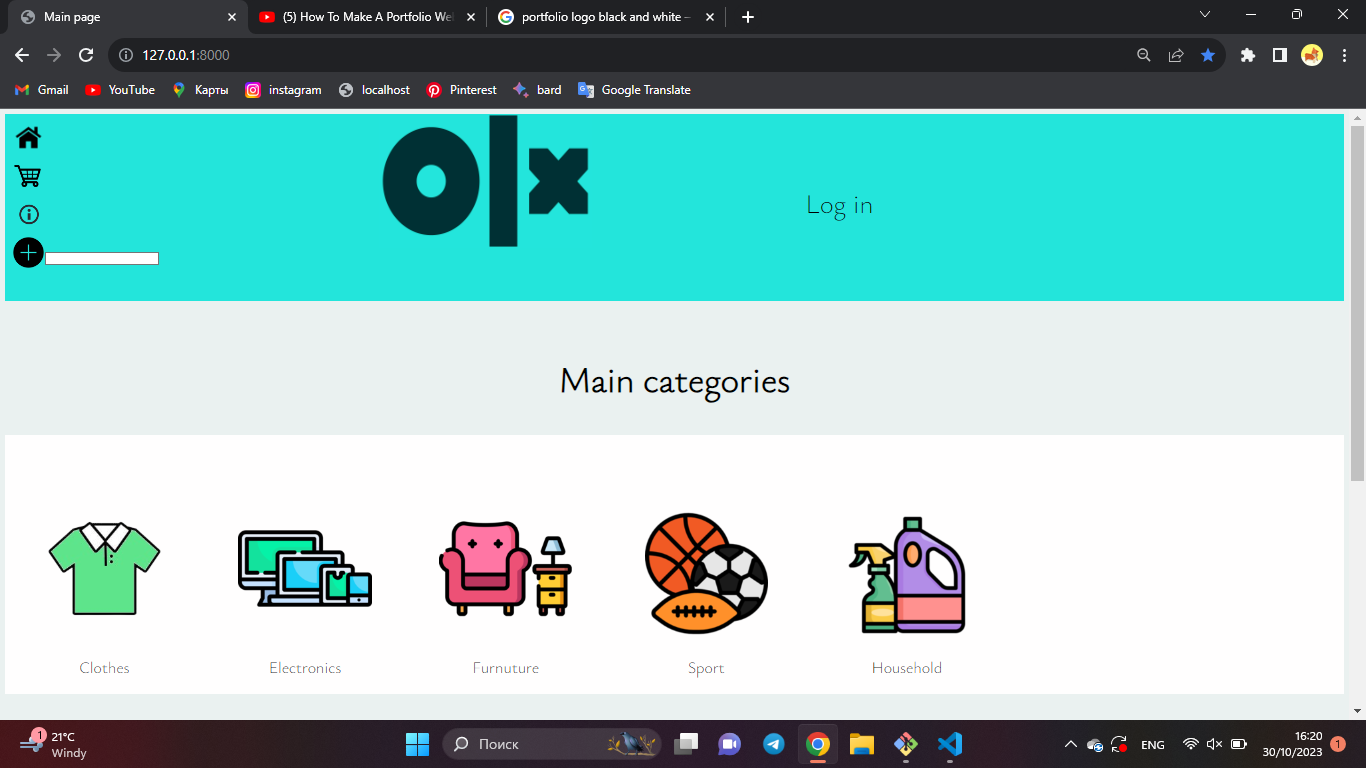 Main page
(5) How To Make A Portfolio Wel
portfolio logo black and white –
127.0.0.1:8000
Gmail
YouTube
Карты
instagram
localhost
Pinterest
bard
Google Translate
olx
Log in
Main categories
Clothes
Electronics
Furnuture
Sport
Household
1
21°C
Windy
Поиск
ENG
16:20
30/10/2023
1